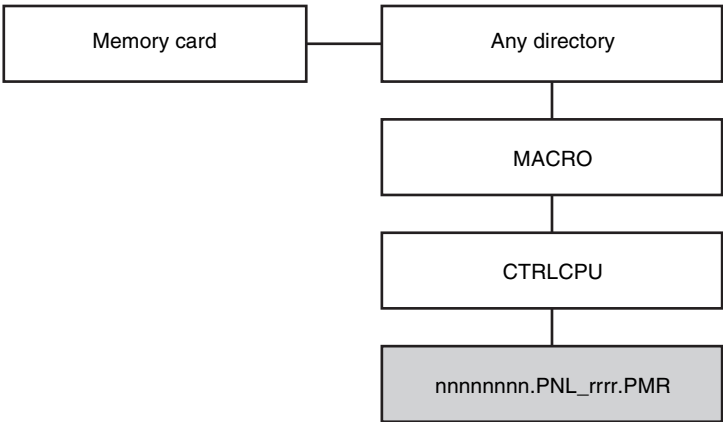 Memory card
Any directory
MACRO
CTRLCPU
nnnnnnnn.PNL_rrrr.PMR